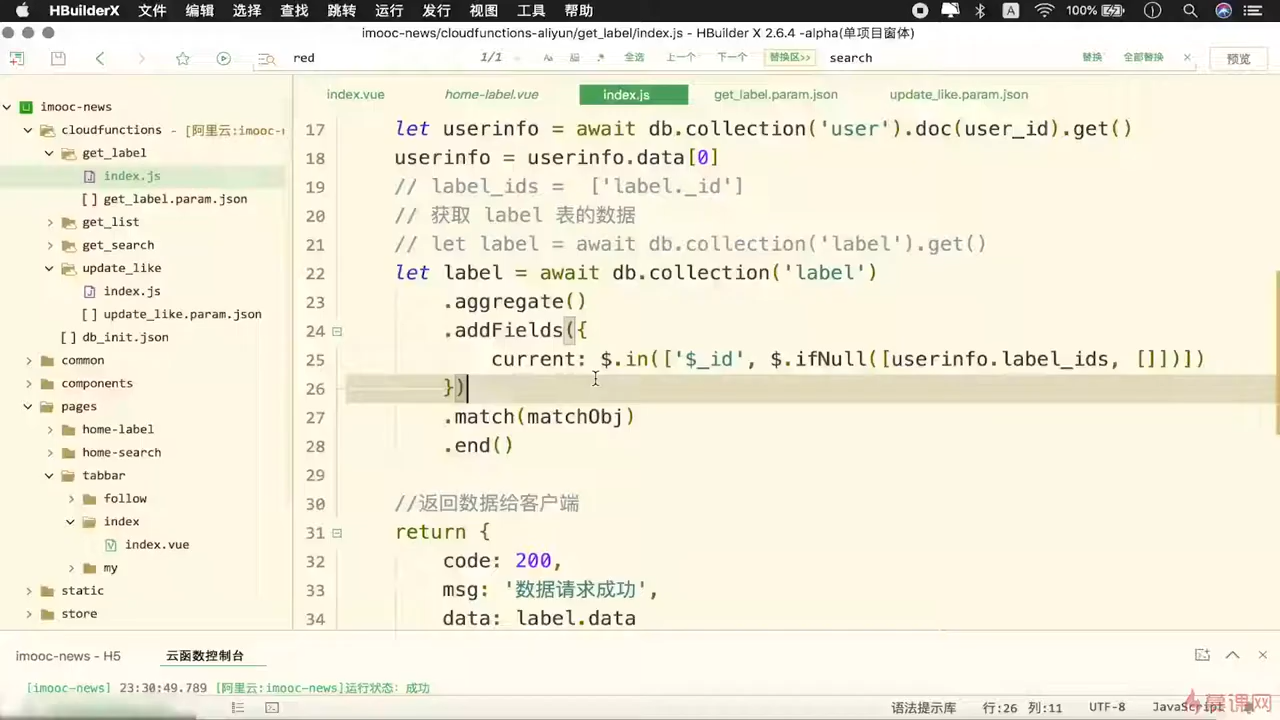 HBuilderX 文件 编辑 选择 查找 跳转 运行 发行 视图 工具 帮助 A 100%
imooc-news/cloudfunctions-aliyun/get_label/index.js - HBuilder X 2.6.4 -alpha(单项目窗体)
red 1/1 全选 上一个 下一个 替换区>> search 替换 全部替换 × 预览
index.vue home-label.vue index.js get_label.param.json update_like.param.json
imooc-news
cloudfunctions - [阿里云:imooc-
get_label
index.js
[] get_label.param.json
get_list
get_search
update_like
index.js
[] update_like.param.json
[] db_init.json
common
components
pages
home-label
home-search
tabbar
follow
index
index.vue
my
static
store
17 let userinfo = await db.collection('user').doc(user_id).get()
18 userinfo = userinfo.data[0]
19 // label_ids =  ['label._id']
20 // 获取 label 表的数据
21 // let label = await db.collection('label').get()
22 let label = await db.collection('label')
23 .aggregate()
24 .addFields({
25 current: $.in(['$_id', $.ifNull([userinfo.label_ids, []])])
26 })
27 .match(matchObj)
28 .end()
29
30 //返回数据给客户端
31 return {
32 code: 200,
33 msg: '数据请求成功',
34 data: label.data
imooc-news - H5 云函数控制台
[imooc-news] 23:30:49.789 [阿里云:imooc-news]运行状态: 成功
语法提示库 行:26 列:11 UTF-8 JavaScript
慕课网